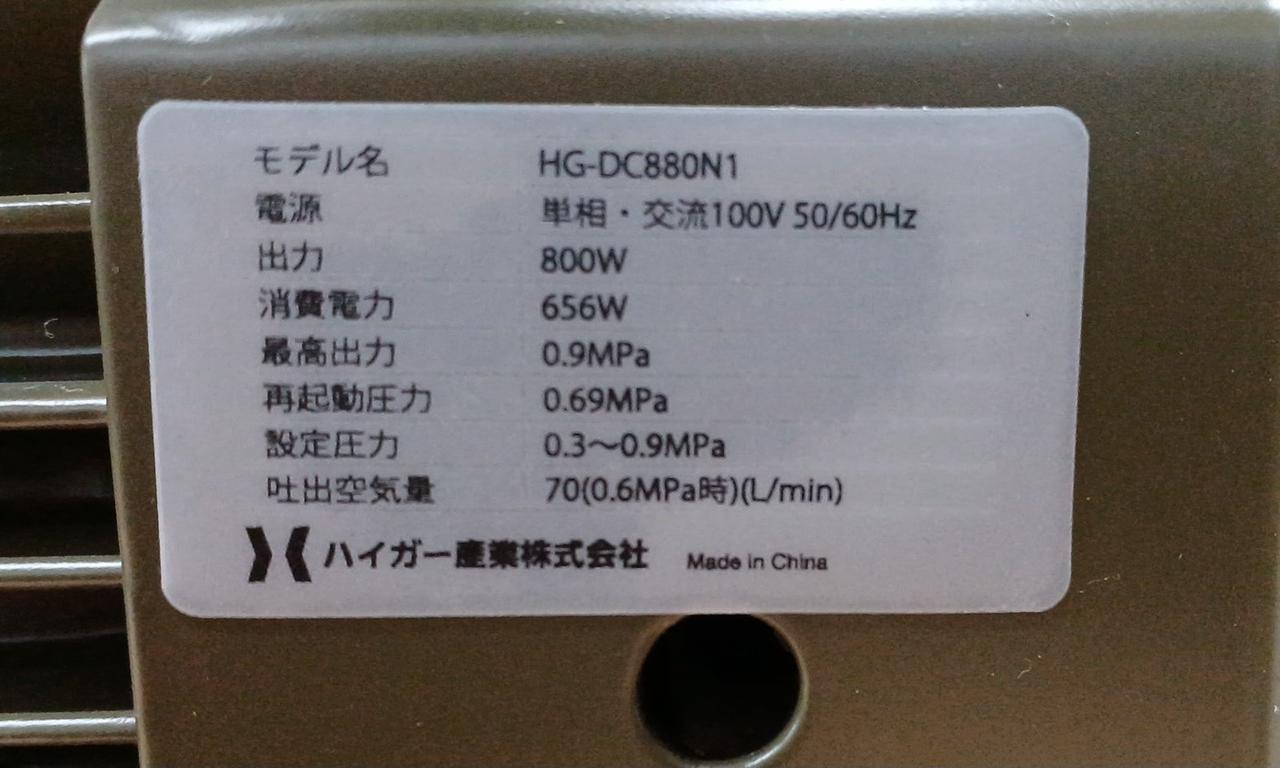 モデル名 HG-DC880N1
電源 単相・交流100V 50/60Hz
出力 800W
消費電力 656W
最高出力 0.9MPa
再起動圧力 0.69MPa
設定圧力 0.3～0.9MPa
吐出空気量 70(0.6MPa時)(L/min)
ハイガー産業株式会社 Made in China